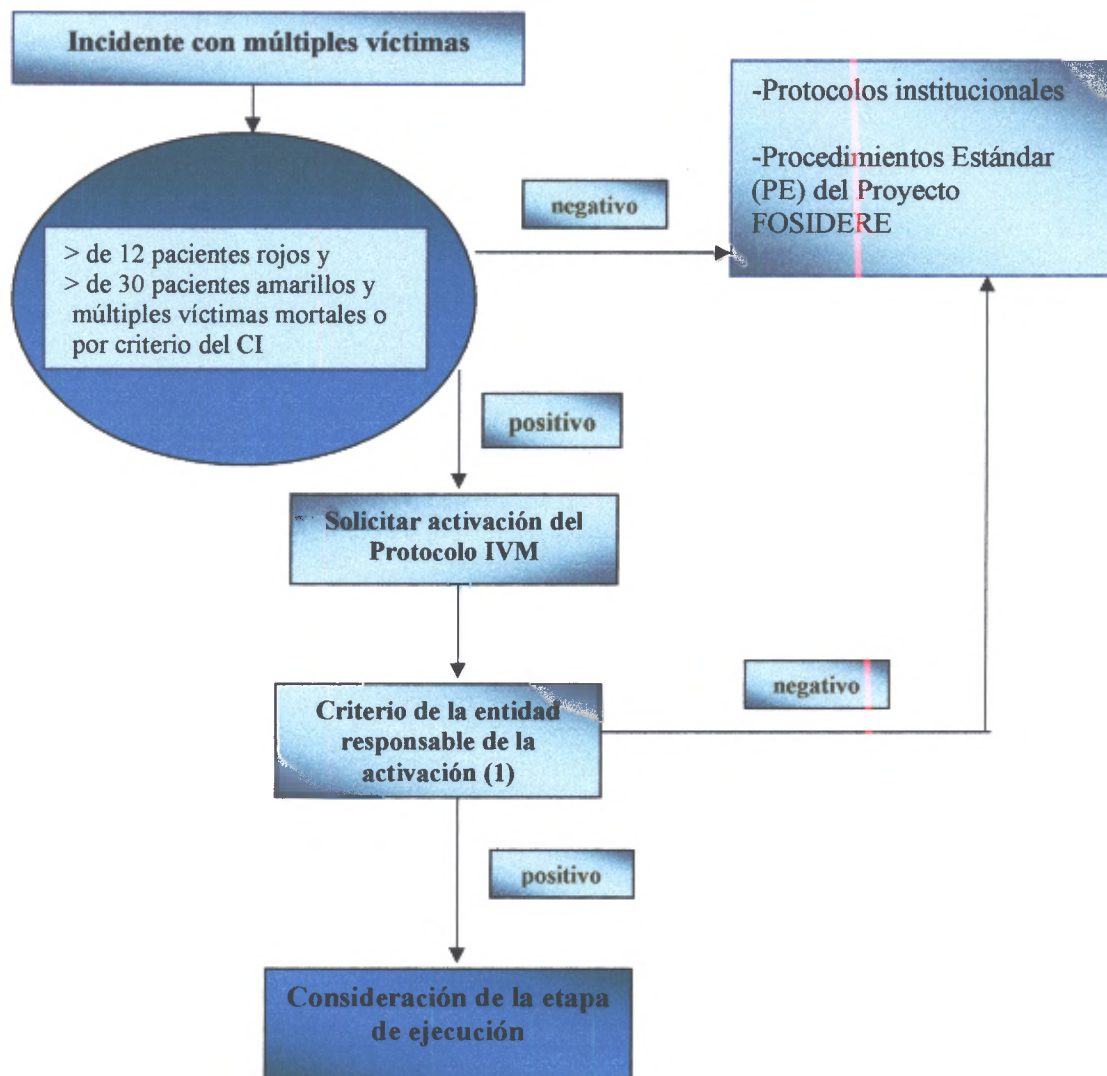 Incidente con múltiples víctimas
-Protocolos institucionales
-Procedimientos Estándar
(PE) del Proyecto
FOSIDERE
negativo
> de 12 pacientes rojos y
> de 30 pacientes amarillos y
múltiples víctimas mortales o
por criterio del CI
positivo
Solicitar activación del
Protocolo IVM
negativo
Criterio de la entidad
responsable de la
activación (1)
positivo
Consideración de la etapa
de ejecución